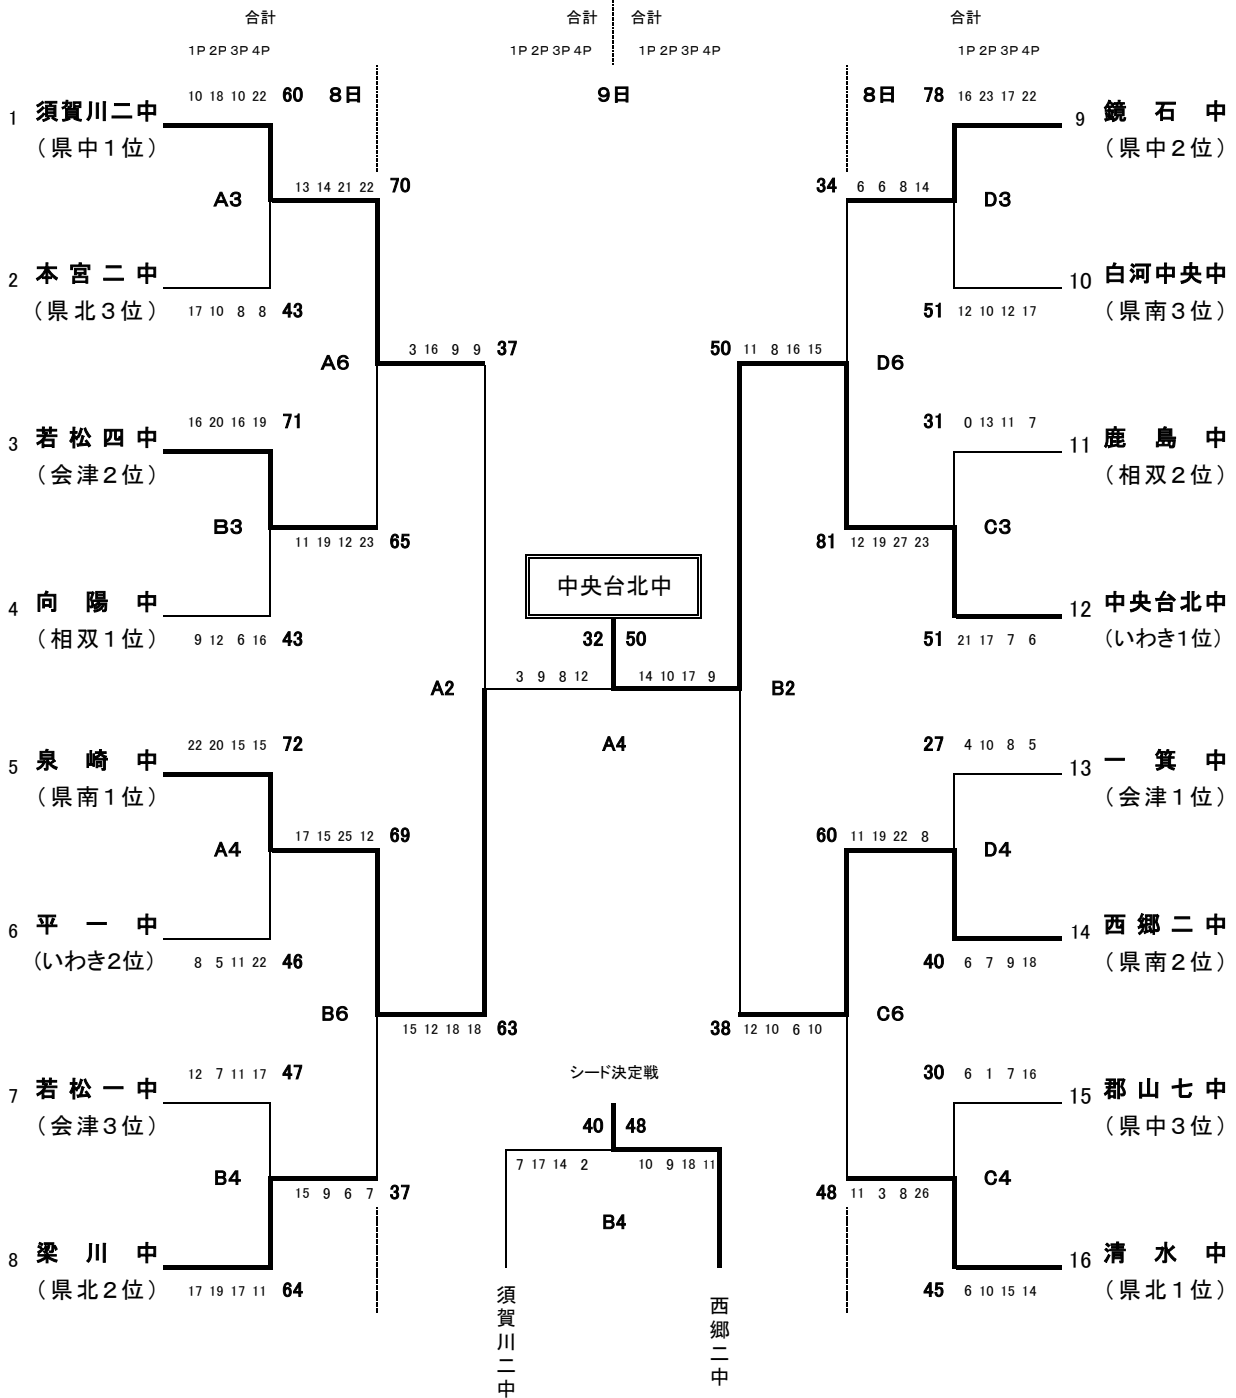 合計 合計 合計 合計
1P 2P 3P 4P 1P 2P 3P 4P 1P 2P 3P 4P 1P 2P 3P 4P
10 18 10 22 60 8日 9日 8日 78 16 23 17 22
1 須賀川二中 9 鏡石中
（県中１位） （県中２位）
13 14 21 22 70 34 6 6 8 14
A3 D3
2 本宮二中 10 白河中央中
（県北３位） 17 10 8 8 43 51 12 10 12 17 （県南３位）
3 16 9 9 37 50 11 8 16 15
A6 D6
16 20 16 19 71 31 0 13 11 7
3 若松四中 11 鹿島中
（会津２位） （相双２位）
B3 C3
11 19 12 23 65 81 12 19 27 23
中央台北中
4 向陽中 12 中央台北中
（相双１位） 9 12 6 16 43 32 50 51 21 17 7 6 （いわき１位）
3 9 8 12 14 10 17 9
A2 B2
A4
22 20 15 15 72 27 4 10 8 5
5 泉崎中 13 一箕中
（県南１位） （会津１位）
17 15 25 12 69 60 11 19 22 8
A4 D4
6 平一中 14 西郷二中
（いわき２位） 8 5 11 22 46 40 6 7 9 18 （県南２位）
B6 C6
15 12 18 18 63 38 12 10 6 10
12 7 11 17 47 シード決定戦 30 6 1 7 16
7 若松一中 15 郡山七中
（会津３位） 40 48 （県中３位）
7 17 14 2 10 9 18 11
B4 C4
15 9 6 7 37 48 11 3 8 26
B4
8 梁川中 16 清水中
（県北２位） 17 19 17 11 64 45 6 10 15 14 （県北１位）
須賀川二中
西郷二中